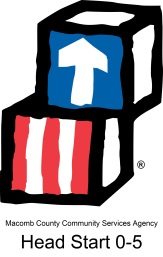 ®
Macomb County Community Services Agency
Head Start 0-5